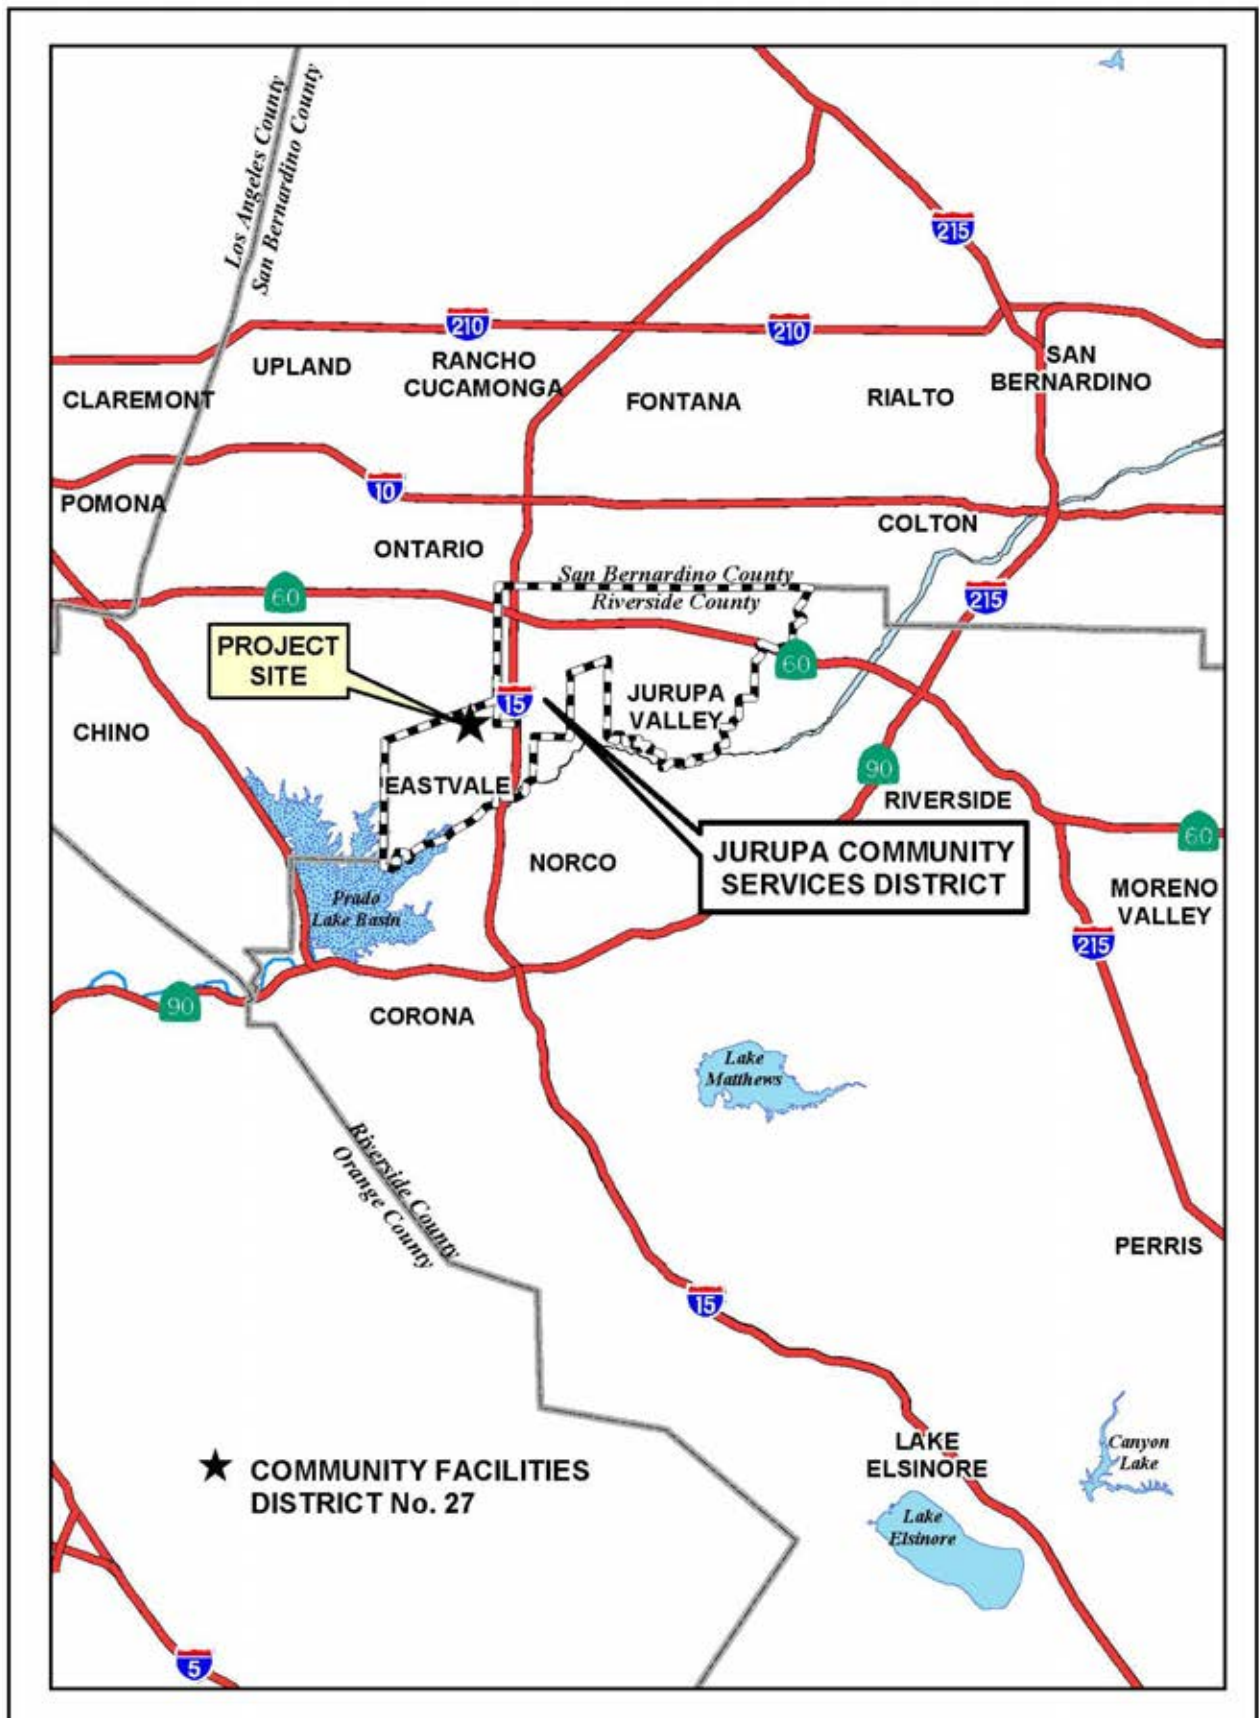 Los Angeles County
San Bernardino County
215
210
210
UPLAND
RANCHO
CUCAMONGA
SAN
BERNARDINO
CLAREMONT
FONTANA
RIALTO
10
POMONA
COLTON
ONTARIO
San Bernardino County
Riverside County
60
215
PROJECT
SITE
60
15
JURUPA
VALLEY
CHINO
90
EASTVALE
RIVERSIDE
60
JURUPA COMMUNITY
SERVICES DISTRICT
NORCO
MORENO
VALLEY
Prado
Lake Basin
215
90
CORONA
Lake
Matthews
Riverside County
Orange County
PERRIS
15
LAKE
ELSINORE
Canyon
Lake
COMMUNITY FACILITIES
DISTRICT No. 27
Lake
Elsinore
5